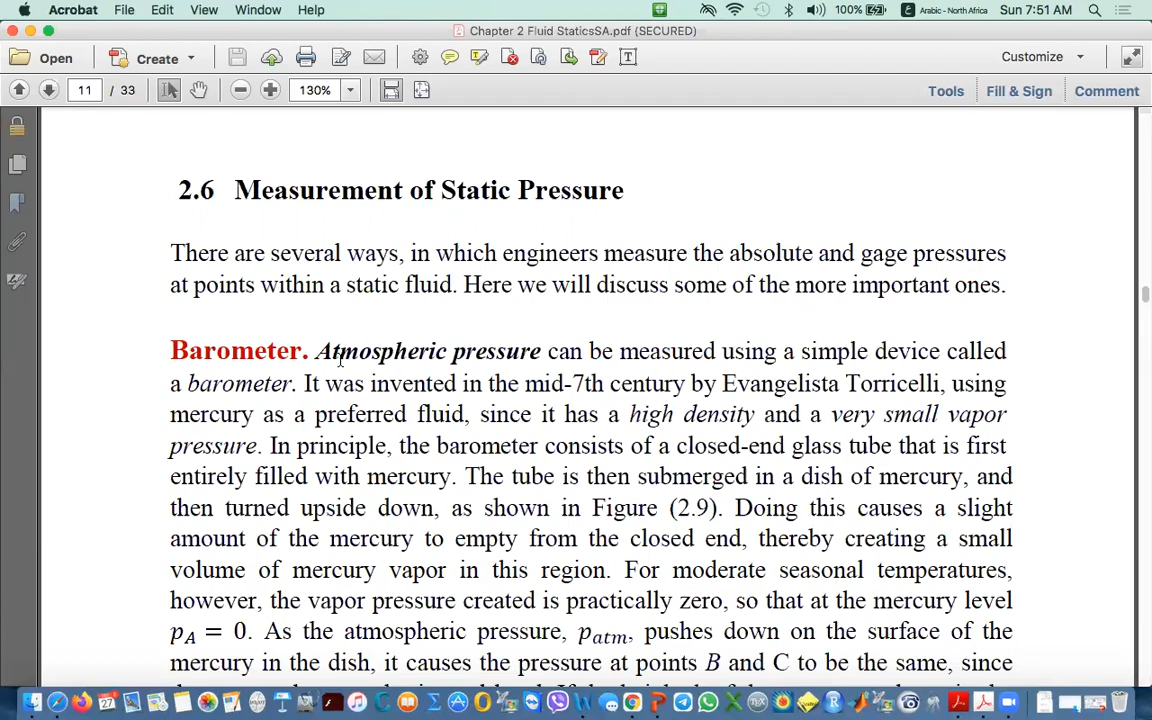 Acrobat File Edit View Window Help 100% Arabic - North Africa Sun 7:51 AM
Chapter 2 Fluid StaticsSA.pdf (SECURED)
Open Create Customize
11 / 33 130% Tools Fill & Sign Comment
2.6 Measurement of Static Pressure
There are several ways, in which engineers measure the absolute and gage pressures
at points within a static fluid. Here we will discuss some of the more important ones.
Barometer. Atmospheric pressure can be measured using a simple device called
a barometer. It was invented in the mid-7th century by Evangelista Torricelli, using
mercury as a preferred fluid, since it has a high density and a very small vapor
pressure. In principle, the barometer consists of a closed-end glass tube that is first
entirely filled with mercury. The tube is then submerged in a dish of mercury, and
then turned upside down, as shown in Figure (2.9). Doing this causes a slight
amount of the mercury to empty from the closed end, thereby creating a small
volume of mercury vapor in this region. For moderate seasonal temperatures,
however, the vapor pressure created is practically zero, so that at the mercury level
p_A = 0. As the atmospheric pressure, p_atm, pushes down on the surface of the
mercury in the dish, it causes the pressure at points B and C to be the same, since